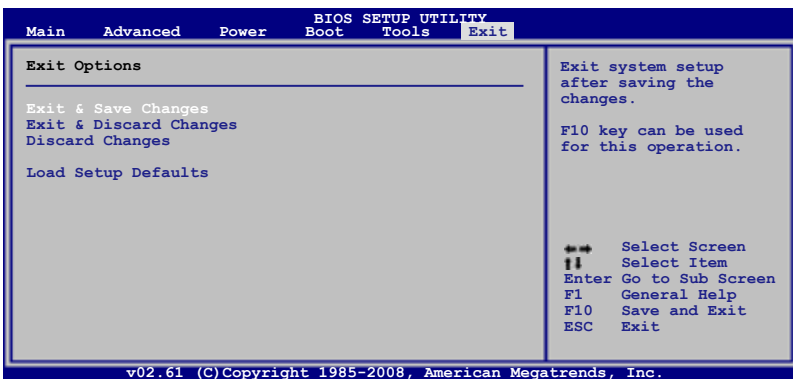 BIOS SETUP UTILITY
Main Advanced Power Boot Tools Exit
Exit Options
Exit & Save Changes
Exit & Discard Changes
Discard Changes
Load Setup Defaults
Exit system setup
after saving the
changes.
F10 key can be used
for this operation.
←→ Select Screen
↑↓ Select Item
Enter Go to Sub Screen
F1 General Help
F10 Save and Exit
ESC Exit
v02.61 (C)Copyright 1985-2008, American Megatrends, Inc.